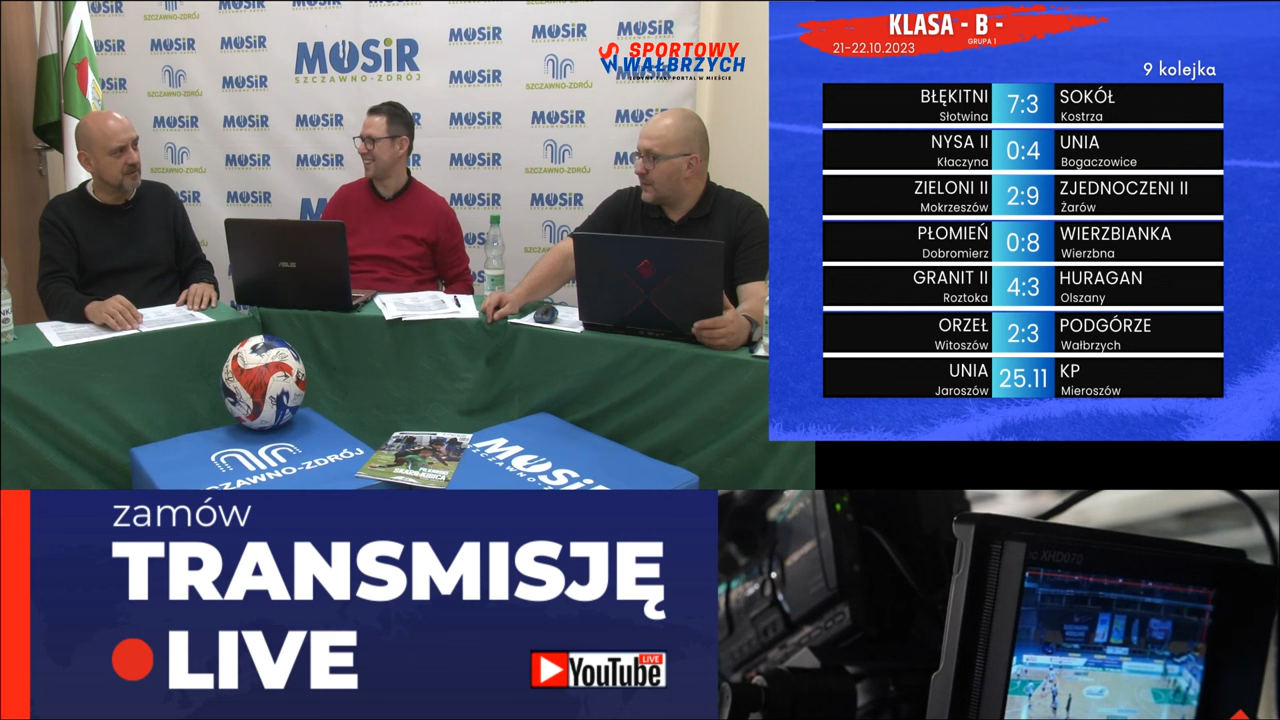 MOSiR
SZCZAWNO-ZDRÓJ
SPORTOWY
WAŁBRZYCH
KLASA - B -
GRUPA 1
21-22.10.2023
9 kolejka
BŁĘKITNI 7:3 SOKÓŁ
Słotwina Kostrza
NYSA II 0:4 UNIA
Kłaczyna Bogaczowice
ZIELONI II 2:9 ZJEDNOCZENI II
Mokrzeszów Żarów
PŁOMIEŃ 0:8 WIERZBIANKA
Dobromierz Wierzbna
GRANIT II 4:3 HURAGAN
Roztoka Olszany
ORZEŁ 2:3 PODGÓRZE
Witoszów Wałbrzych
UNIA 25.11 KP
Jaroszów Mieroszów
ASUS
SZCZAWNO-ZDRÓJ
MOSiR
SZCZAWNO-Z
zamów
TRANSMISJĘ
LIVE
YouTube
LIVE
XHD070